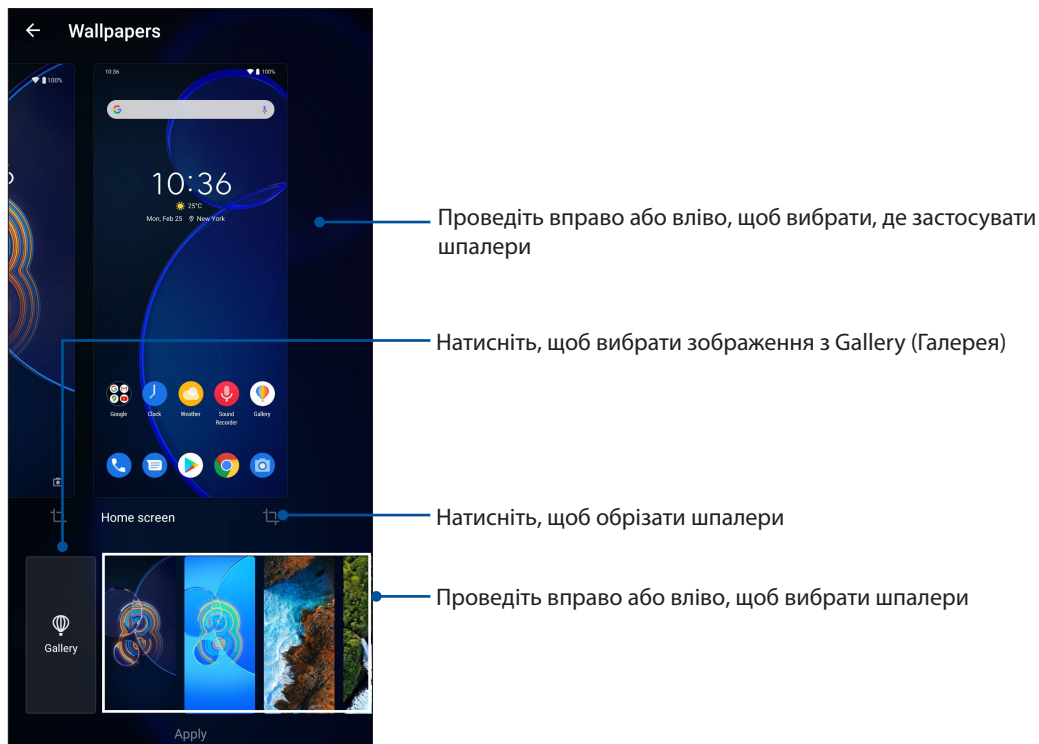 Wallpapers
100%
10:36
100%
G
10:36
25°C
Mon, Feb 25 New York
Проведіть вправо або вліво, щоб вибрати, де застосувати
шпалери
Натисніть, щоб вибрати зображення з Gallery (Галерея)
Google Clock Weather Sound Gallery
Recorder
Home screen
Натисніть, щоб обрізати шпалери
Проведіть вправо або вліво, щоб вибрати шпалери
Gallery
Apply